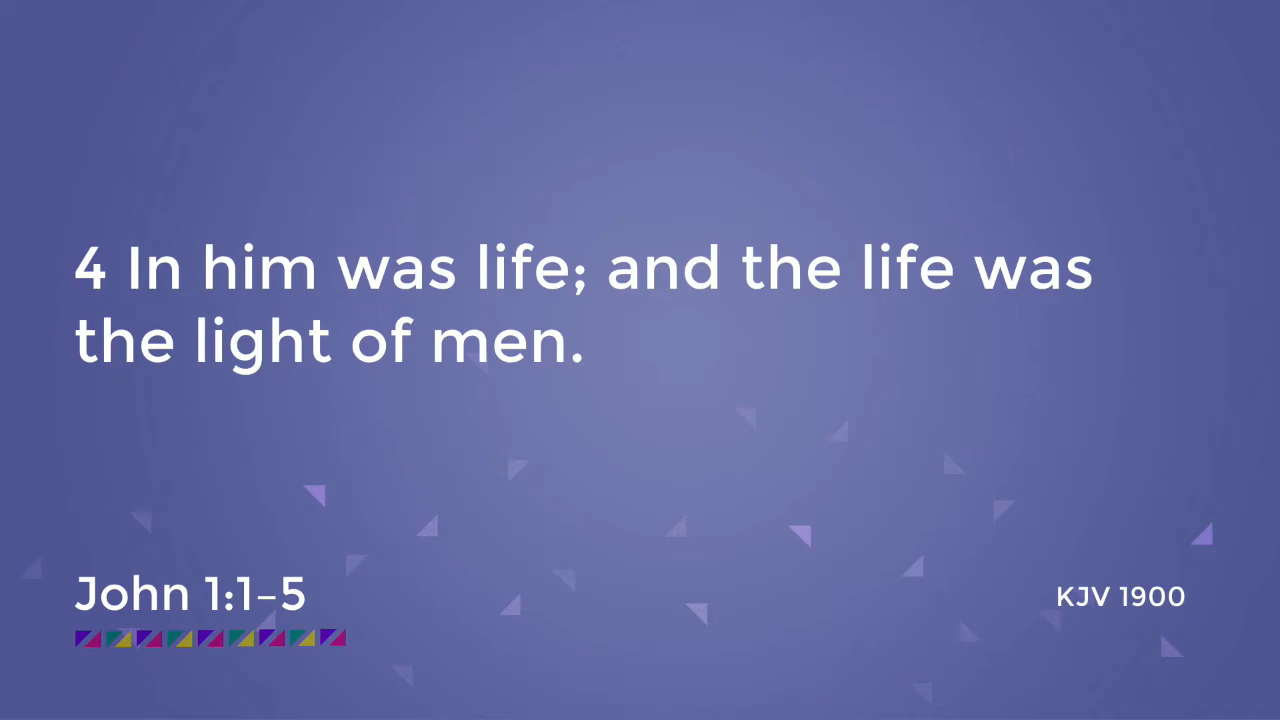 4 In him was life; and the life was
the light of men.
John 1:1–5
KJV 1900